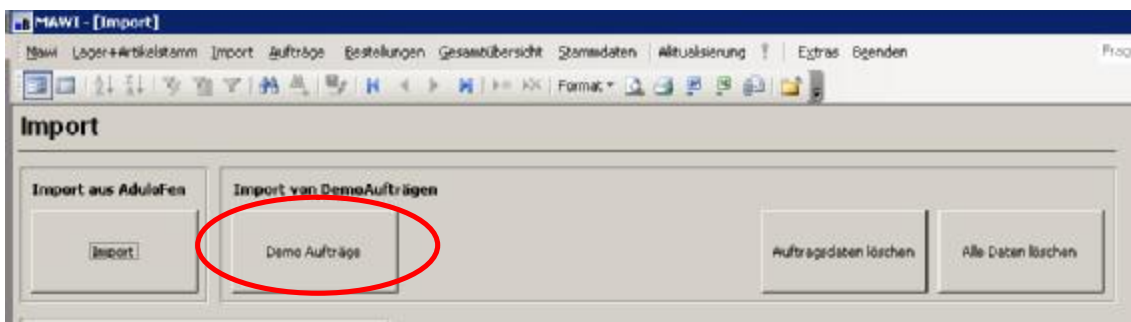 MAWI - [Import]
Mawi Lager+Artikelstamm Import Aufträge Bestellungen Gesamtübersicht Stammdaten Aktualisierung ? Extras Beenden
Format
Import
Import aus AdulaFen Import von DemoAufträgen
Import Demo Aufträge Auftragsdaten löschen Alle Daten löschen